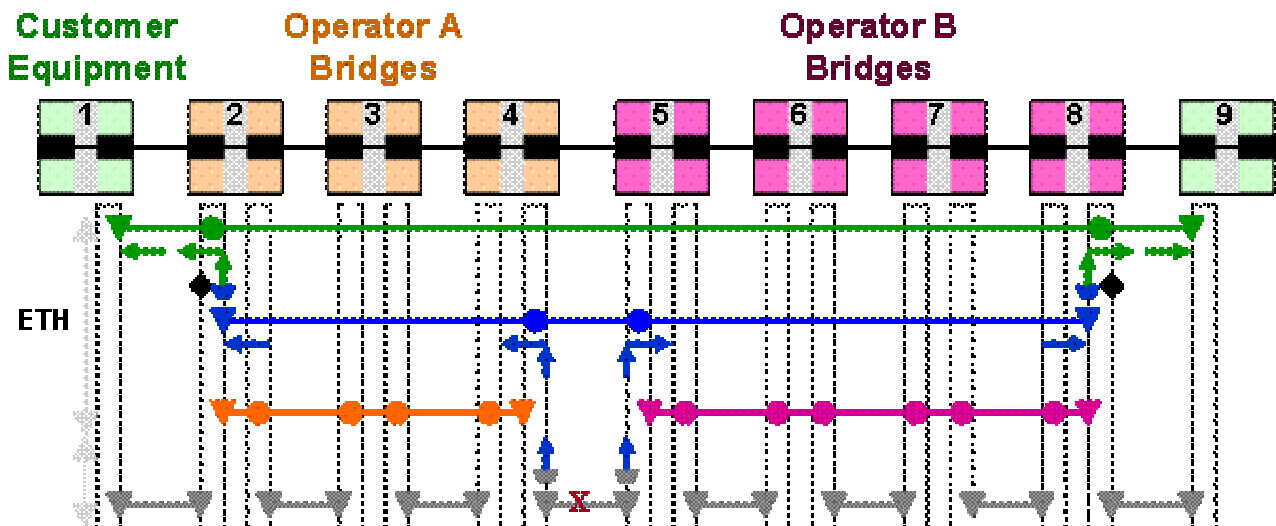 Customer
Equipment
Operator A
Bridges
Operator B
Bridges
1 2 3 4 5 6 7 8 9
ETH
X